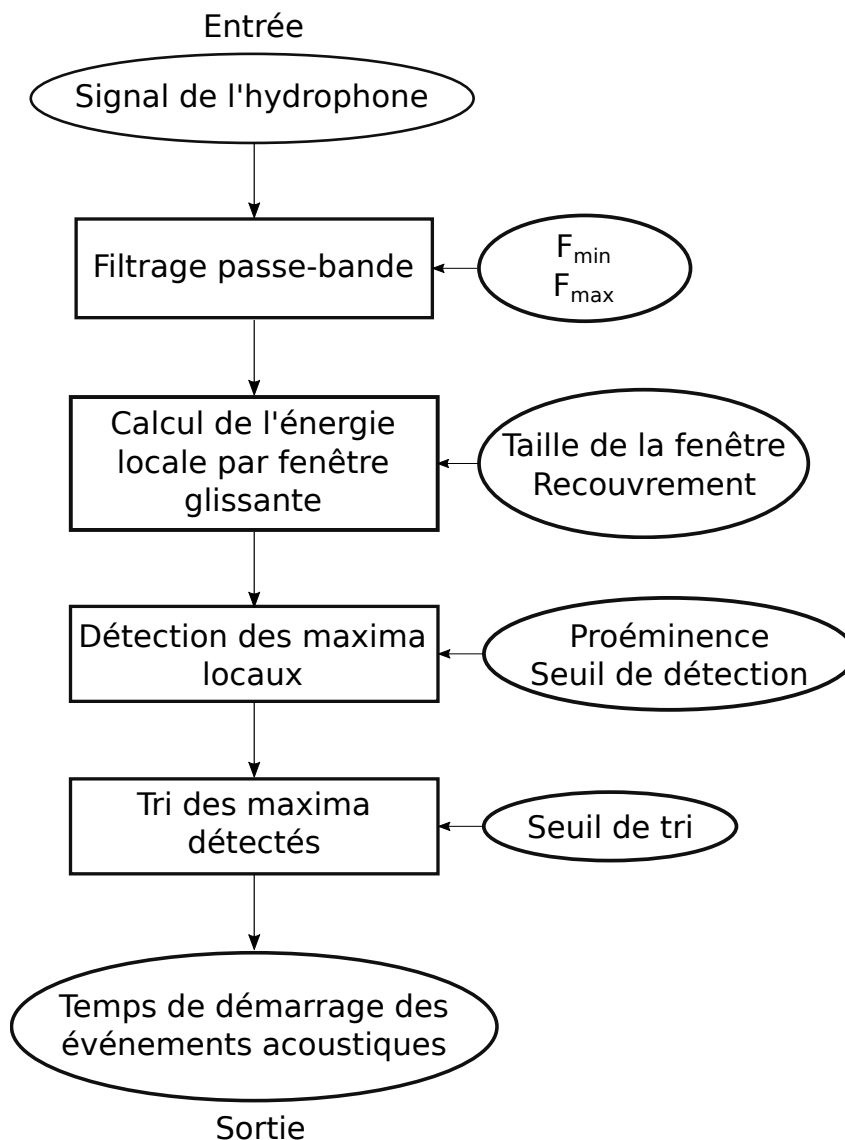 Entrée
Signal de l'hydrophone
Filtrage passe-bande
F_min
F_max
Calcul de l'énergie
locale par fenêtre
glissante
Taille de la fenêtre
Recouvrement
Détection des maxima
locaux
Proéminence
Seuil de détection
Tri des maxima
détectés
Seuil de tri
Temps de démarrage des
événements acoustiques
Sortie